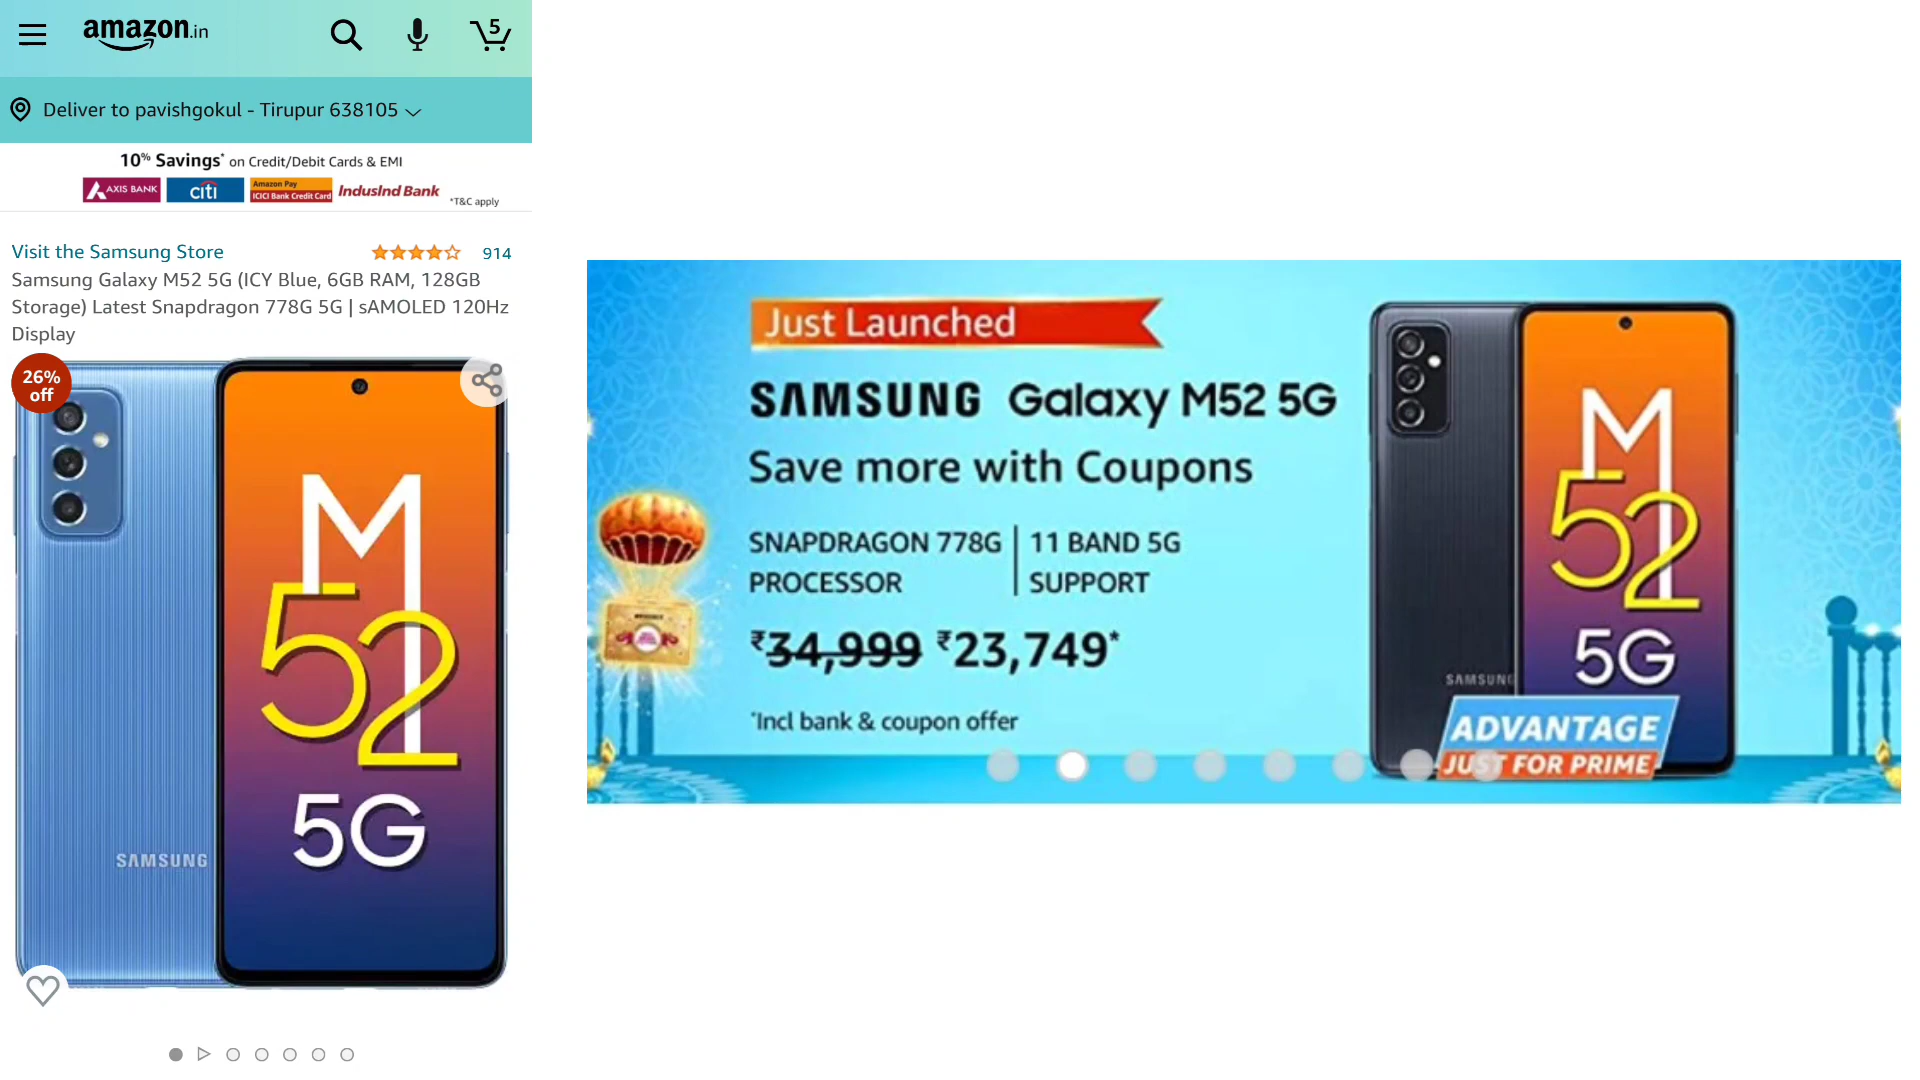 amazon.in
5
Deliver to pavishgokul - Tirupur 638105
10% Savings* on Credit/Debit Cards & EMI
AXIS BANK
citi
Amazon Pay
ICICI Bank Credit Card
IndusInd Bank
*T&C apply
Visit the Samsung Store
914
Samsung Galaxy M52 5G (ICY Blue, 6GB RAM, 128GB
Storage) Latest Snapdragon 778G 5G | sAMOLED 120Hz
Display
26%
off
M
52
5G
SAMSUNG
Just Launched
SAMSUNG Galaxy M52 5G
Save more with Coupons
SNAPDRAGON 778G
PROCESSOR
11 BAND 5G
SUPPORT
₹34,999 ₹23,749*
*Incl bank & coupon offer
M
52
5G
SAMSUNG
ADVANTAGE
JUST FOR PRIME